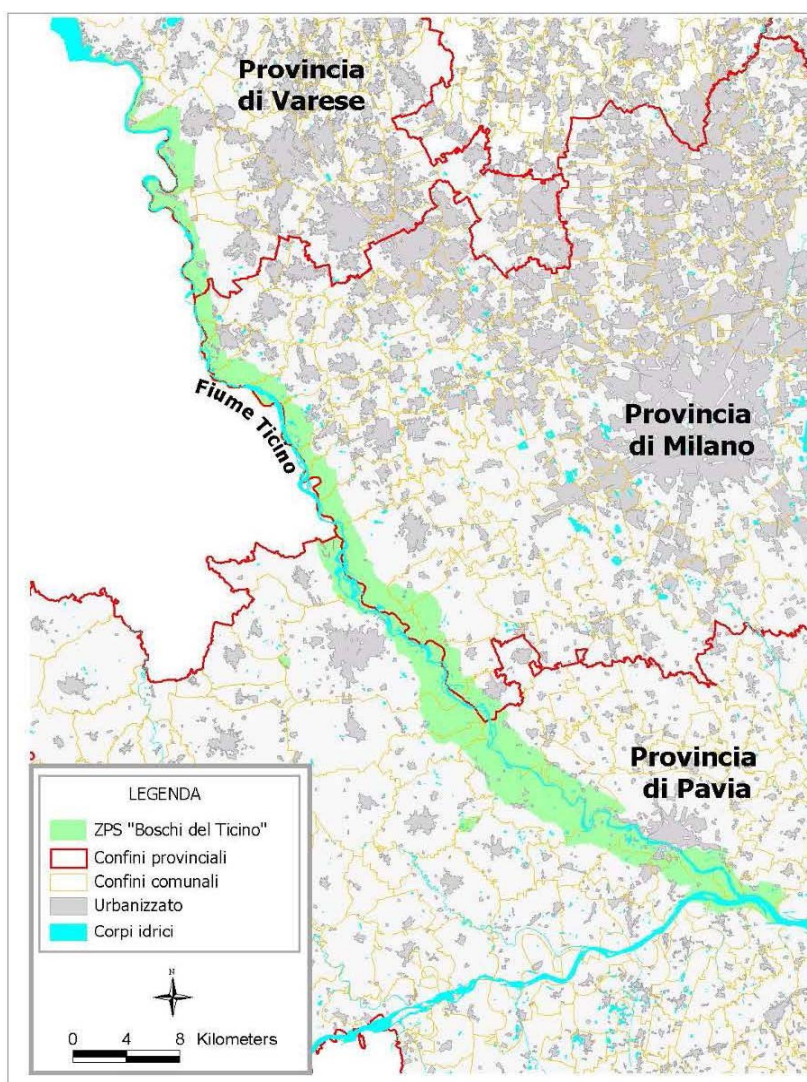 Provincia
di Varese
Fiume Ticino
Provincia
di Milano
Provincia
di Pavia
LEGENDA
ZPS "Boschi del Ticino"
Confini provinciali
Confini comunali
Urbanizzato
Corpi idrici
N
0 4 8 Kilometers